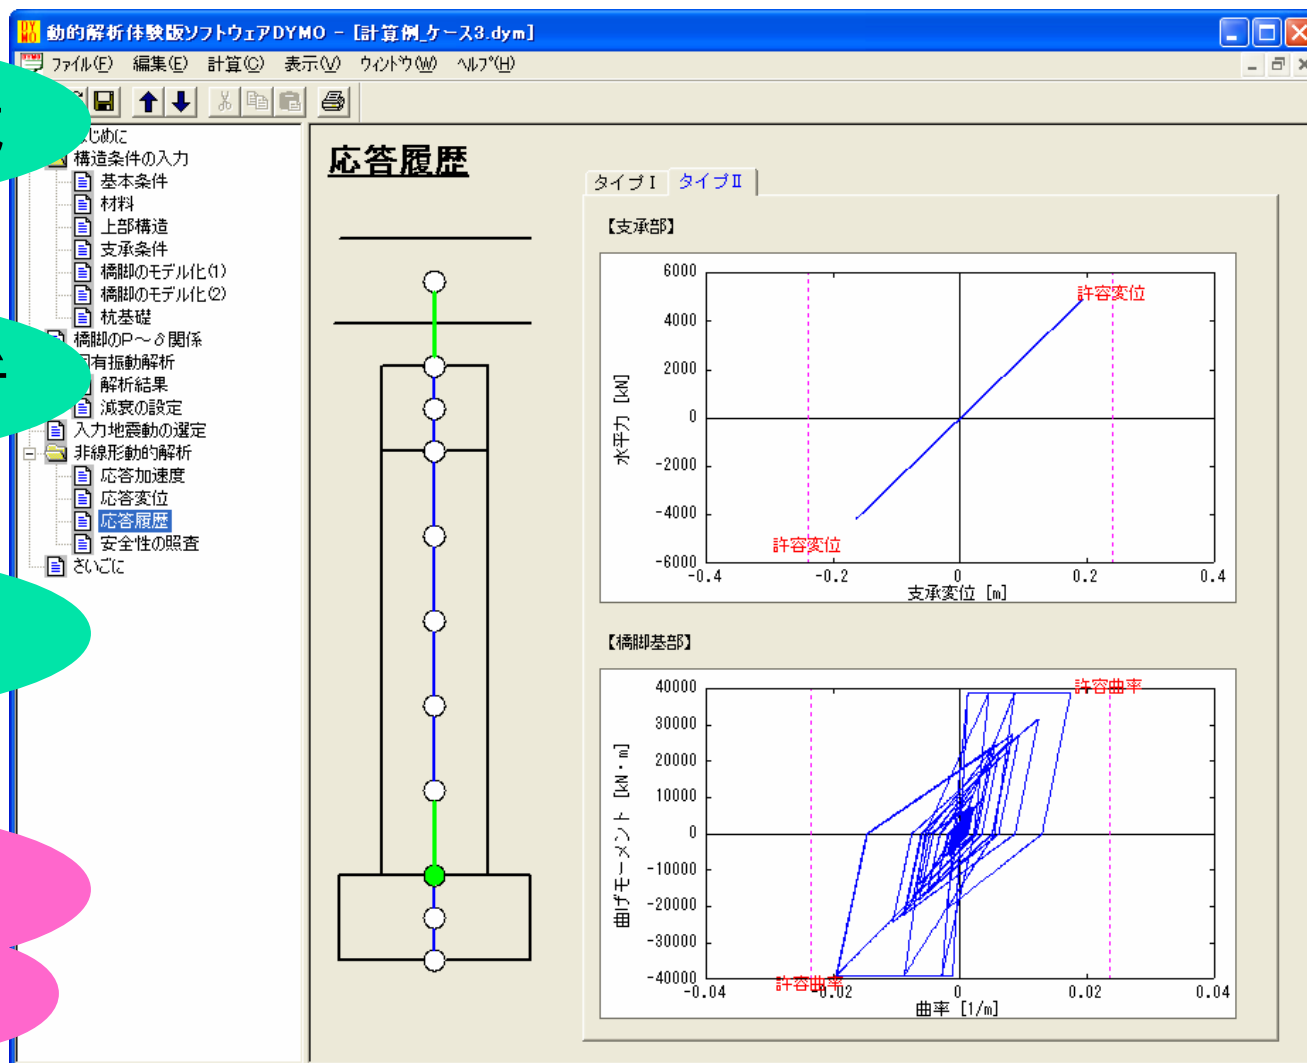 動的解析体験版ソフトウェアDYMO - [計算例_ケース3.dym]
ファイル(F) 編集(E) 計算(C) 表示(V) ウィンドウ(W) ヘルプ(H)
じめに
構造条件の入力
基本条件
材料
上部構造
支承条件
橋脚のモデル化(1)
橋脚のモデル化(2)
杭基礎
橋脚のP～δ関係
固有振動解析
解析結果
減衰の設定
入力地震動の選定
非線形動的解析
応答加速度
応答変位
応答履歴
安全性の照査
さいごに
応答履歴
タイプⅠ タイプⅡ
【支承部】
6000
4000
2000
0
-2000
-4000
-6000
水平力 [kN]
許容変位
許容変位
-0.4 -0.2 0 0.2 0.4
支承変位 [m]
【橋脚基部】
40000
30000
20000
10000
0
-10000
-20000
-30000
-40000
曲げモーメント [kN・m]
許容曲率
許容曲率
-0.04 -0.02 0 0.02 0.04
曲率 [1/m]